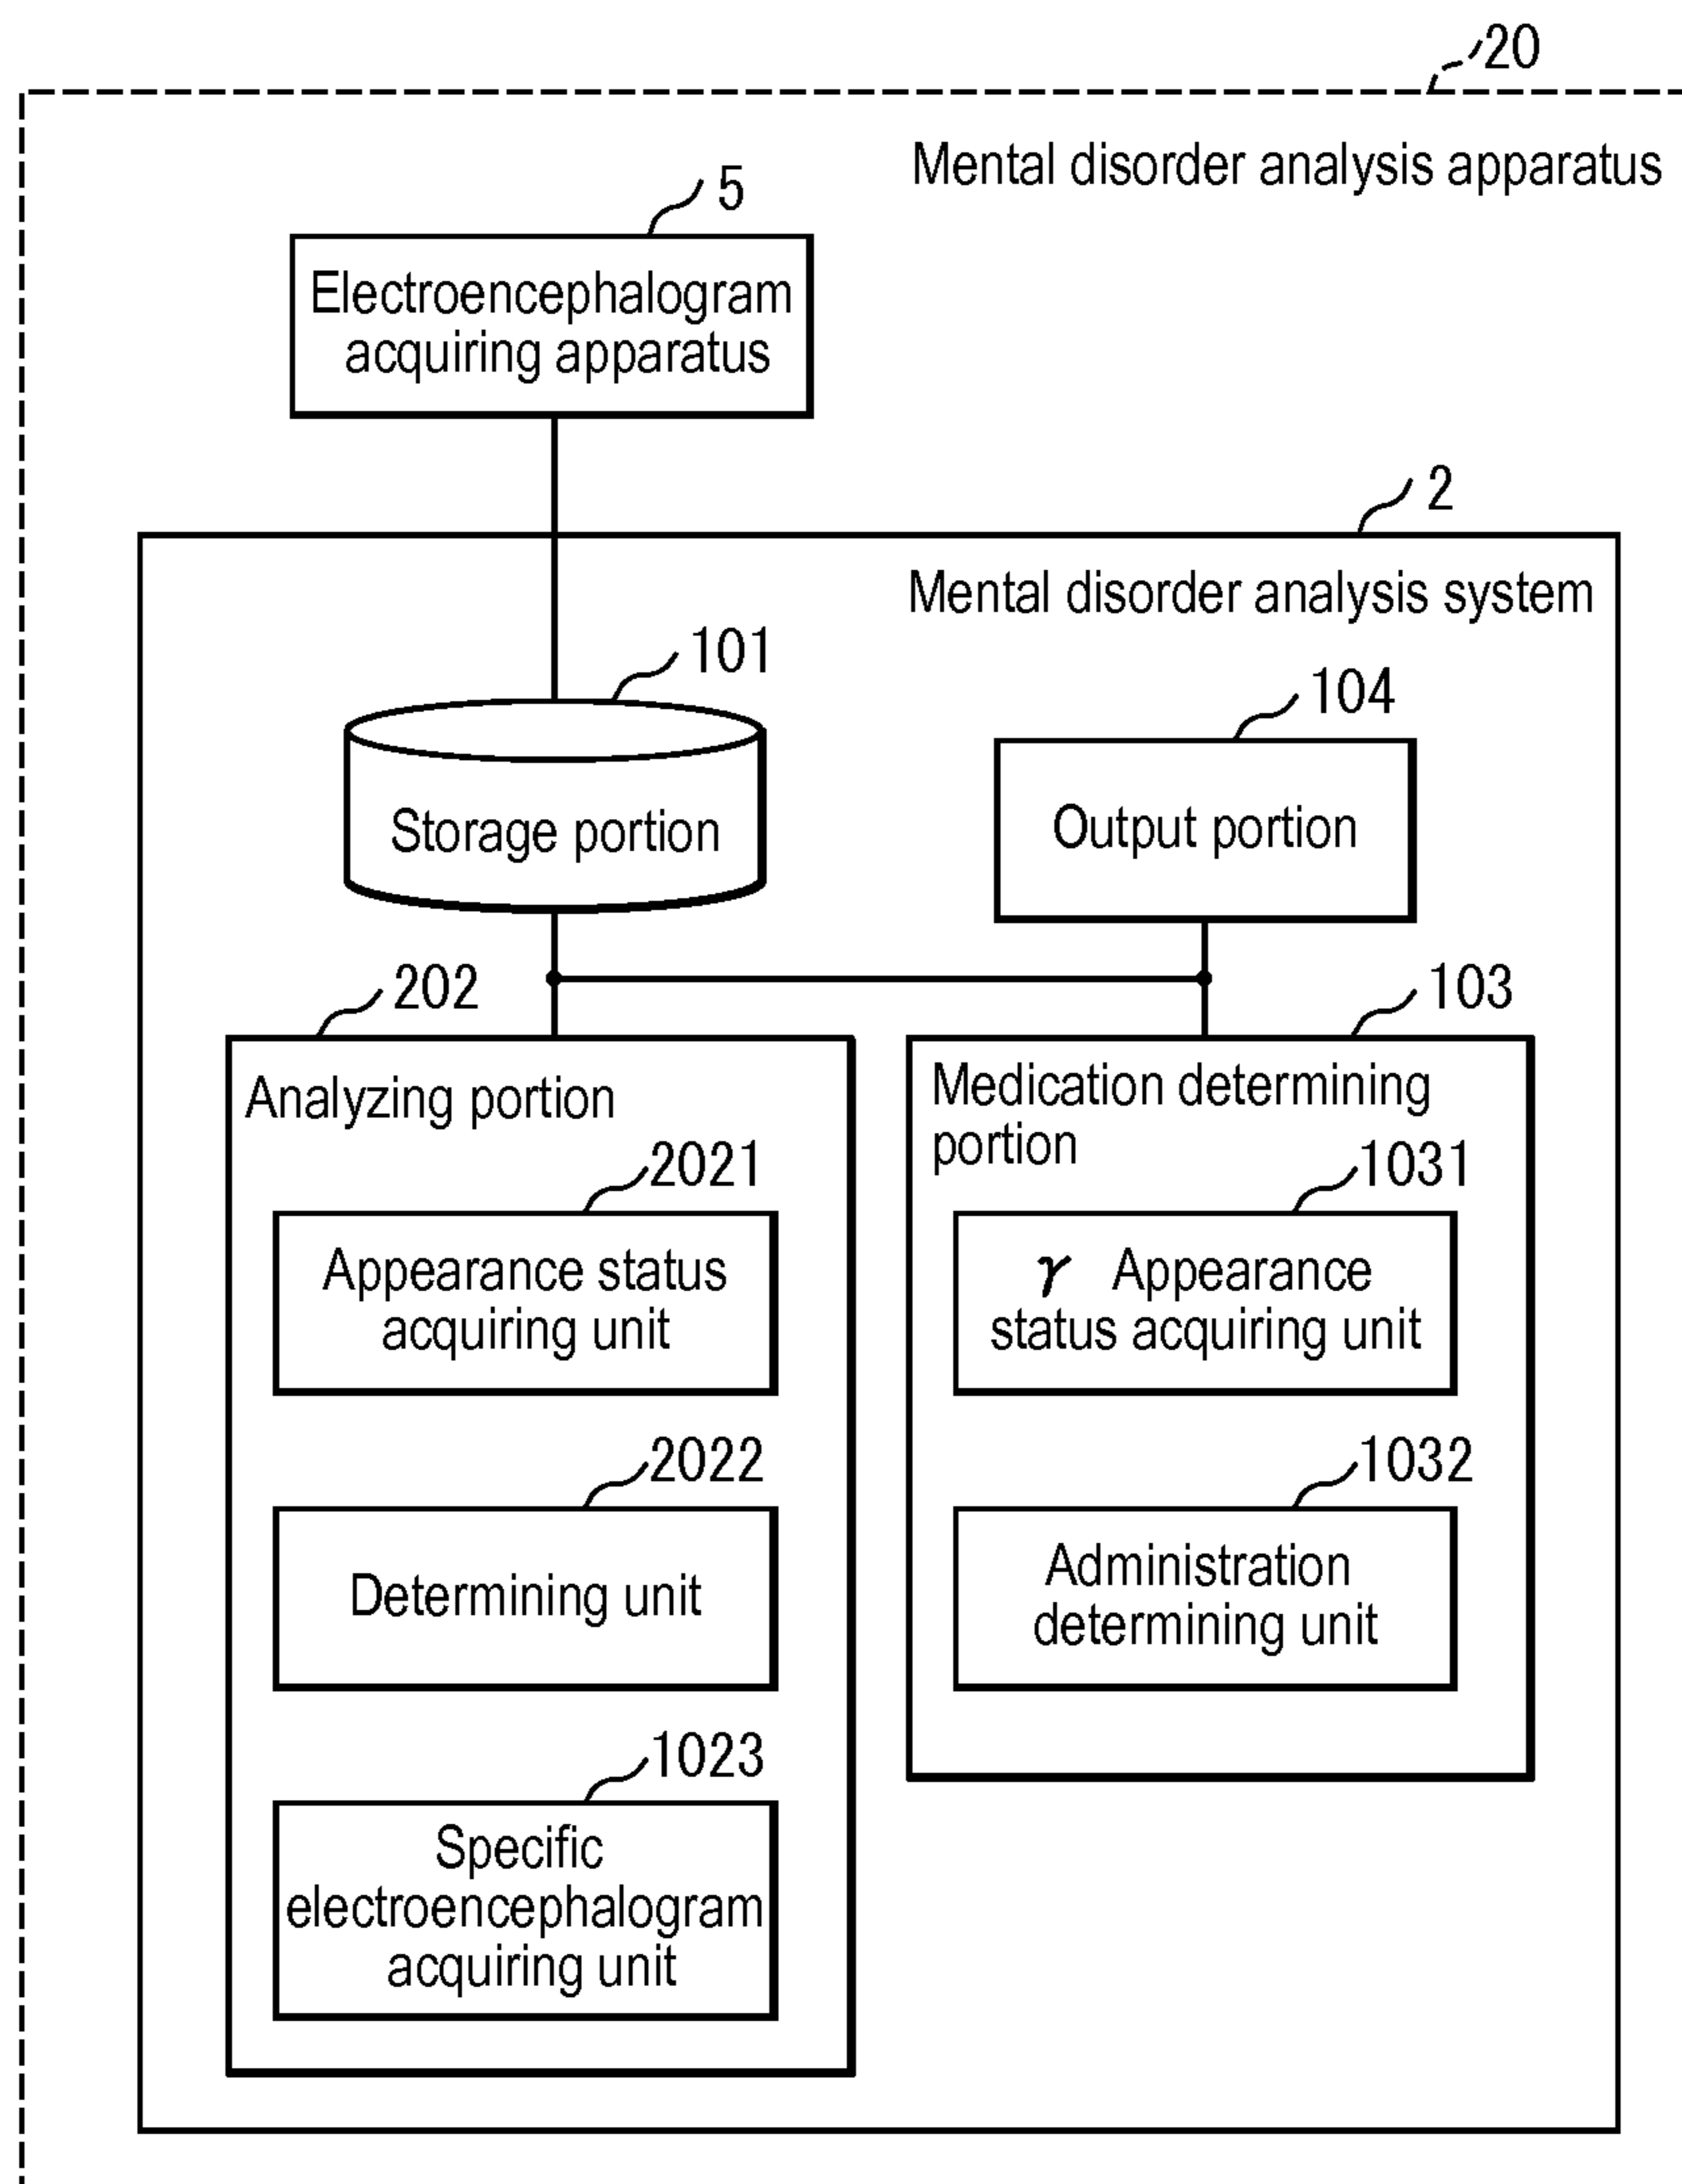 20
Mental disorder analysis apparatus
5
Electroencephalogram
acquiring apparatus
2
Mental disorder analysis system
101
Storage portion
104
Output portion
202
Analyzing portion
2021
Appearance status
acquiring unit
2022
Determining unit
1023
Specific
electroencephalogram
acquiring unit
103
Medication determining
portion
1031
γ Appearance
status acquiring unit
1032
Administration
determining unit